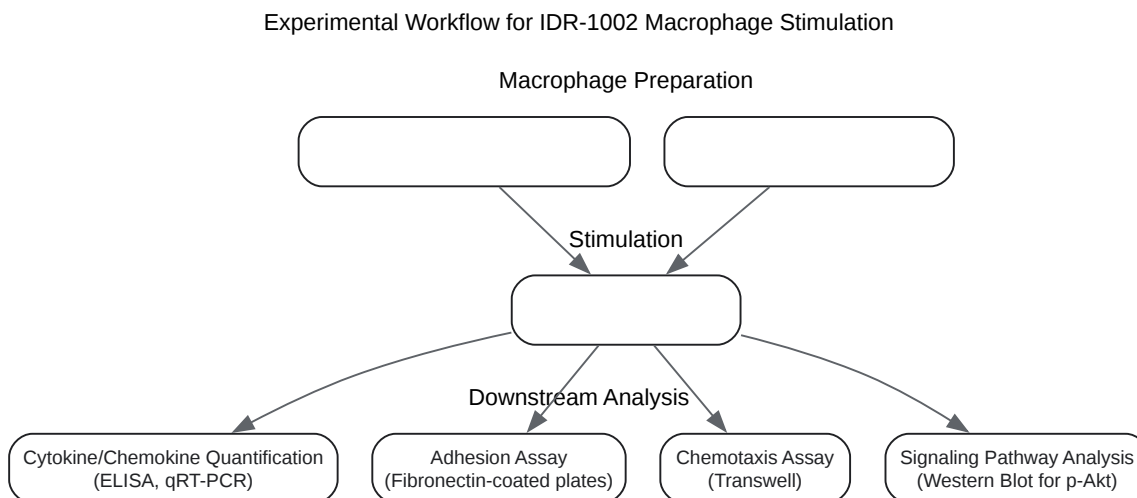 Experimental Workflow for IDR-1002 Macrophage Stimulation
Macrophage Preparation
Stimulation
Downstream Analysis
Cytokine/Chemokine Quantification
(ELISA, qRT-PCR)
Adhesion Assay
(Fibronectin-coated plates)
Chemotaxis Assay
(Transwell)
Signaling Pathway Analysis
(Western Blot for p-Akt)